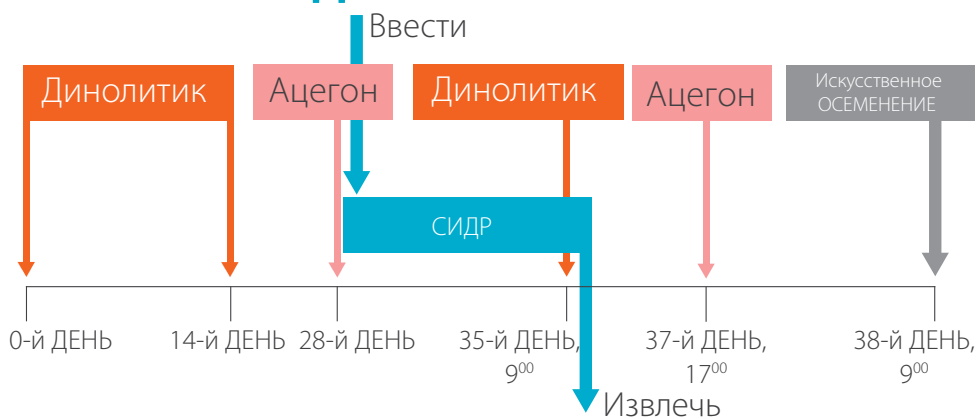 Ввести
Динолитик
Ацегон
Динолитик
Ацегон
Искусственное
ОСЕМЕНЕНИЕ
СИДР
0-й ДЕНЬ
14-й ДЕНЬ
28-й ДЕНЬ
35-й ДЕНЬ,
9⁰⁰
37-й ДЕНЬ,
17⁰⁰
38-й ДЕНЬ,
9⁰⁰
Извлечь